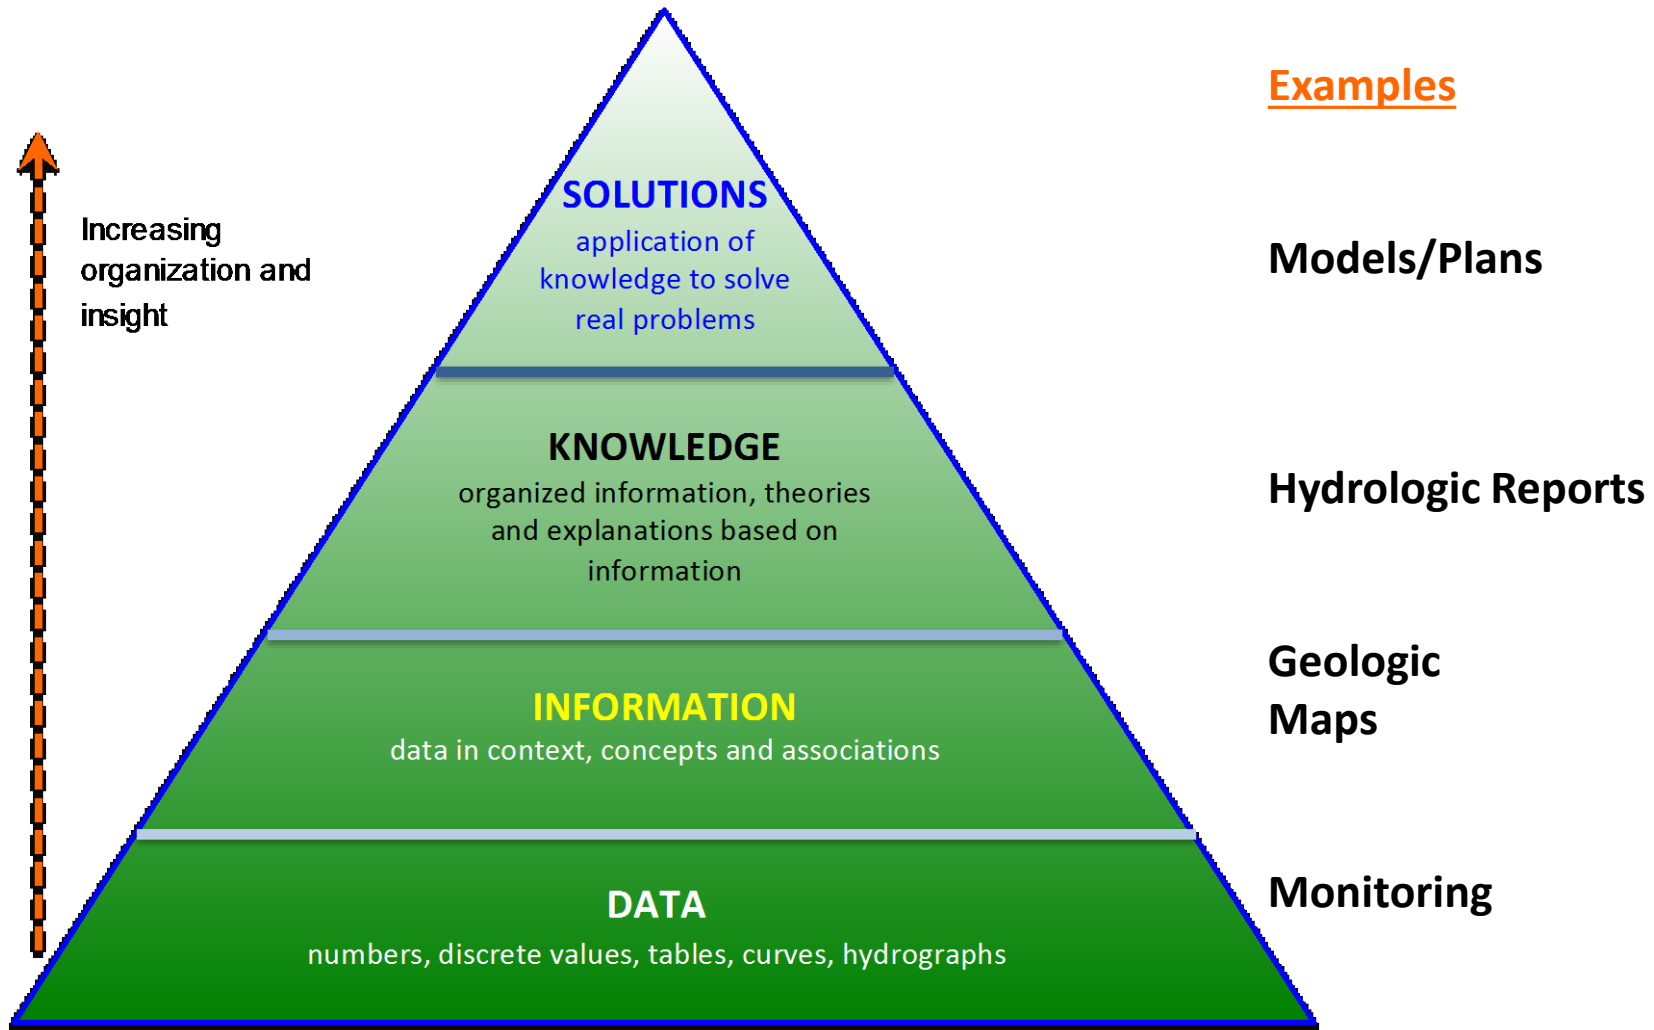 Examples
Increasing
organization and
insight
SOLUTIONS
application of
knowledge to solve
real problems
Models/Plans
KNOWLEDGE
organized information, theories
and explanations based on
information
Hydrologic Reports
INFORMATION
data in context, concepts and associations
Geologic
Maps
DATA
numbers, discrete values, tables, curves, hydrographs
Monitoring